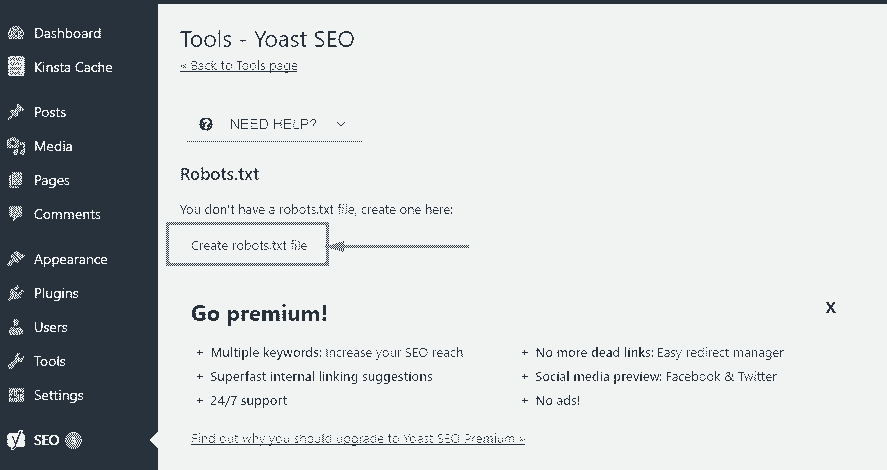 Dashboard
Kinsta Cache
Posts
Media
Pages
Comments
Appearance
Plugins
Users
Tools
Settings
SEO
Tools - Yoast SEO
« Back to Tools page
NEED HELP?
Robots.txt
You don't have a robots.txt file, create one here:
Create robots.txt file
Go premium!
X
+ Multiple keywords: Increase your SEO reach
+ Superfast internal linking suggestions
+ 24/7 support
+ No more dead links: Easy redirect manager
+ Social media preview: Facebook & Twitter
+ No ads!
Find out why you should upgrade to Yoast SEO Premium »